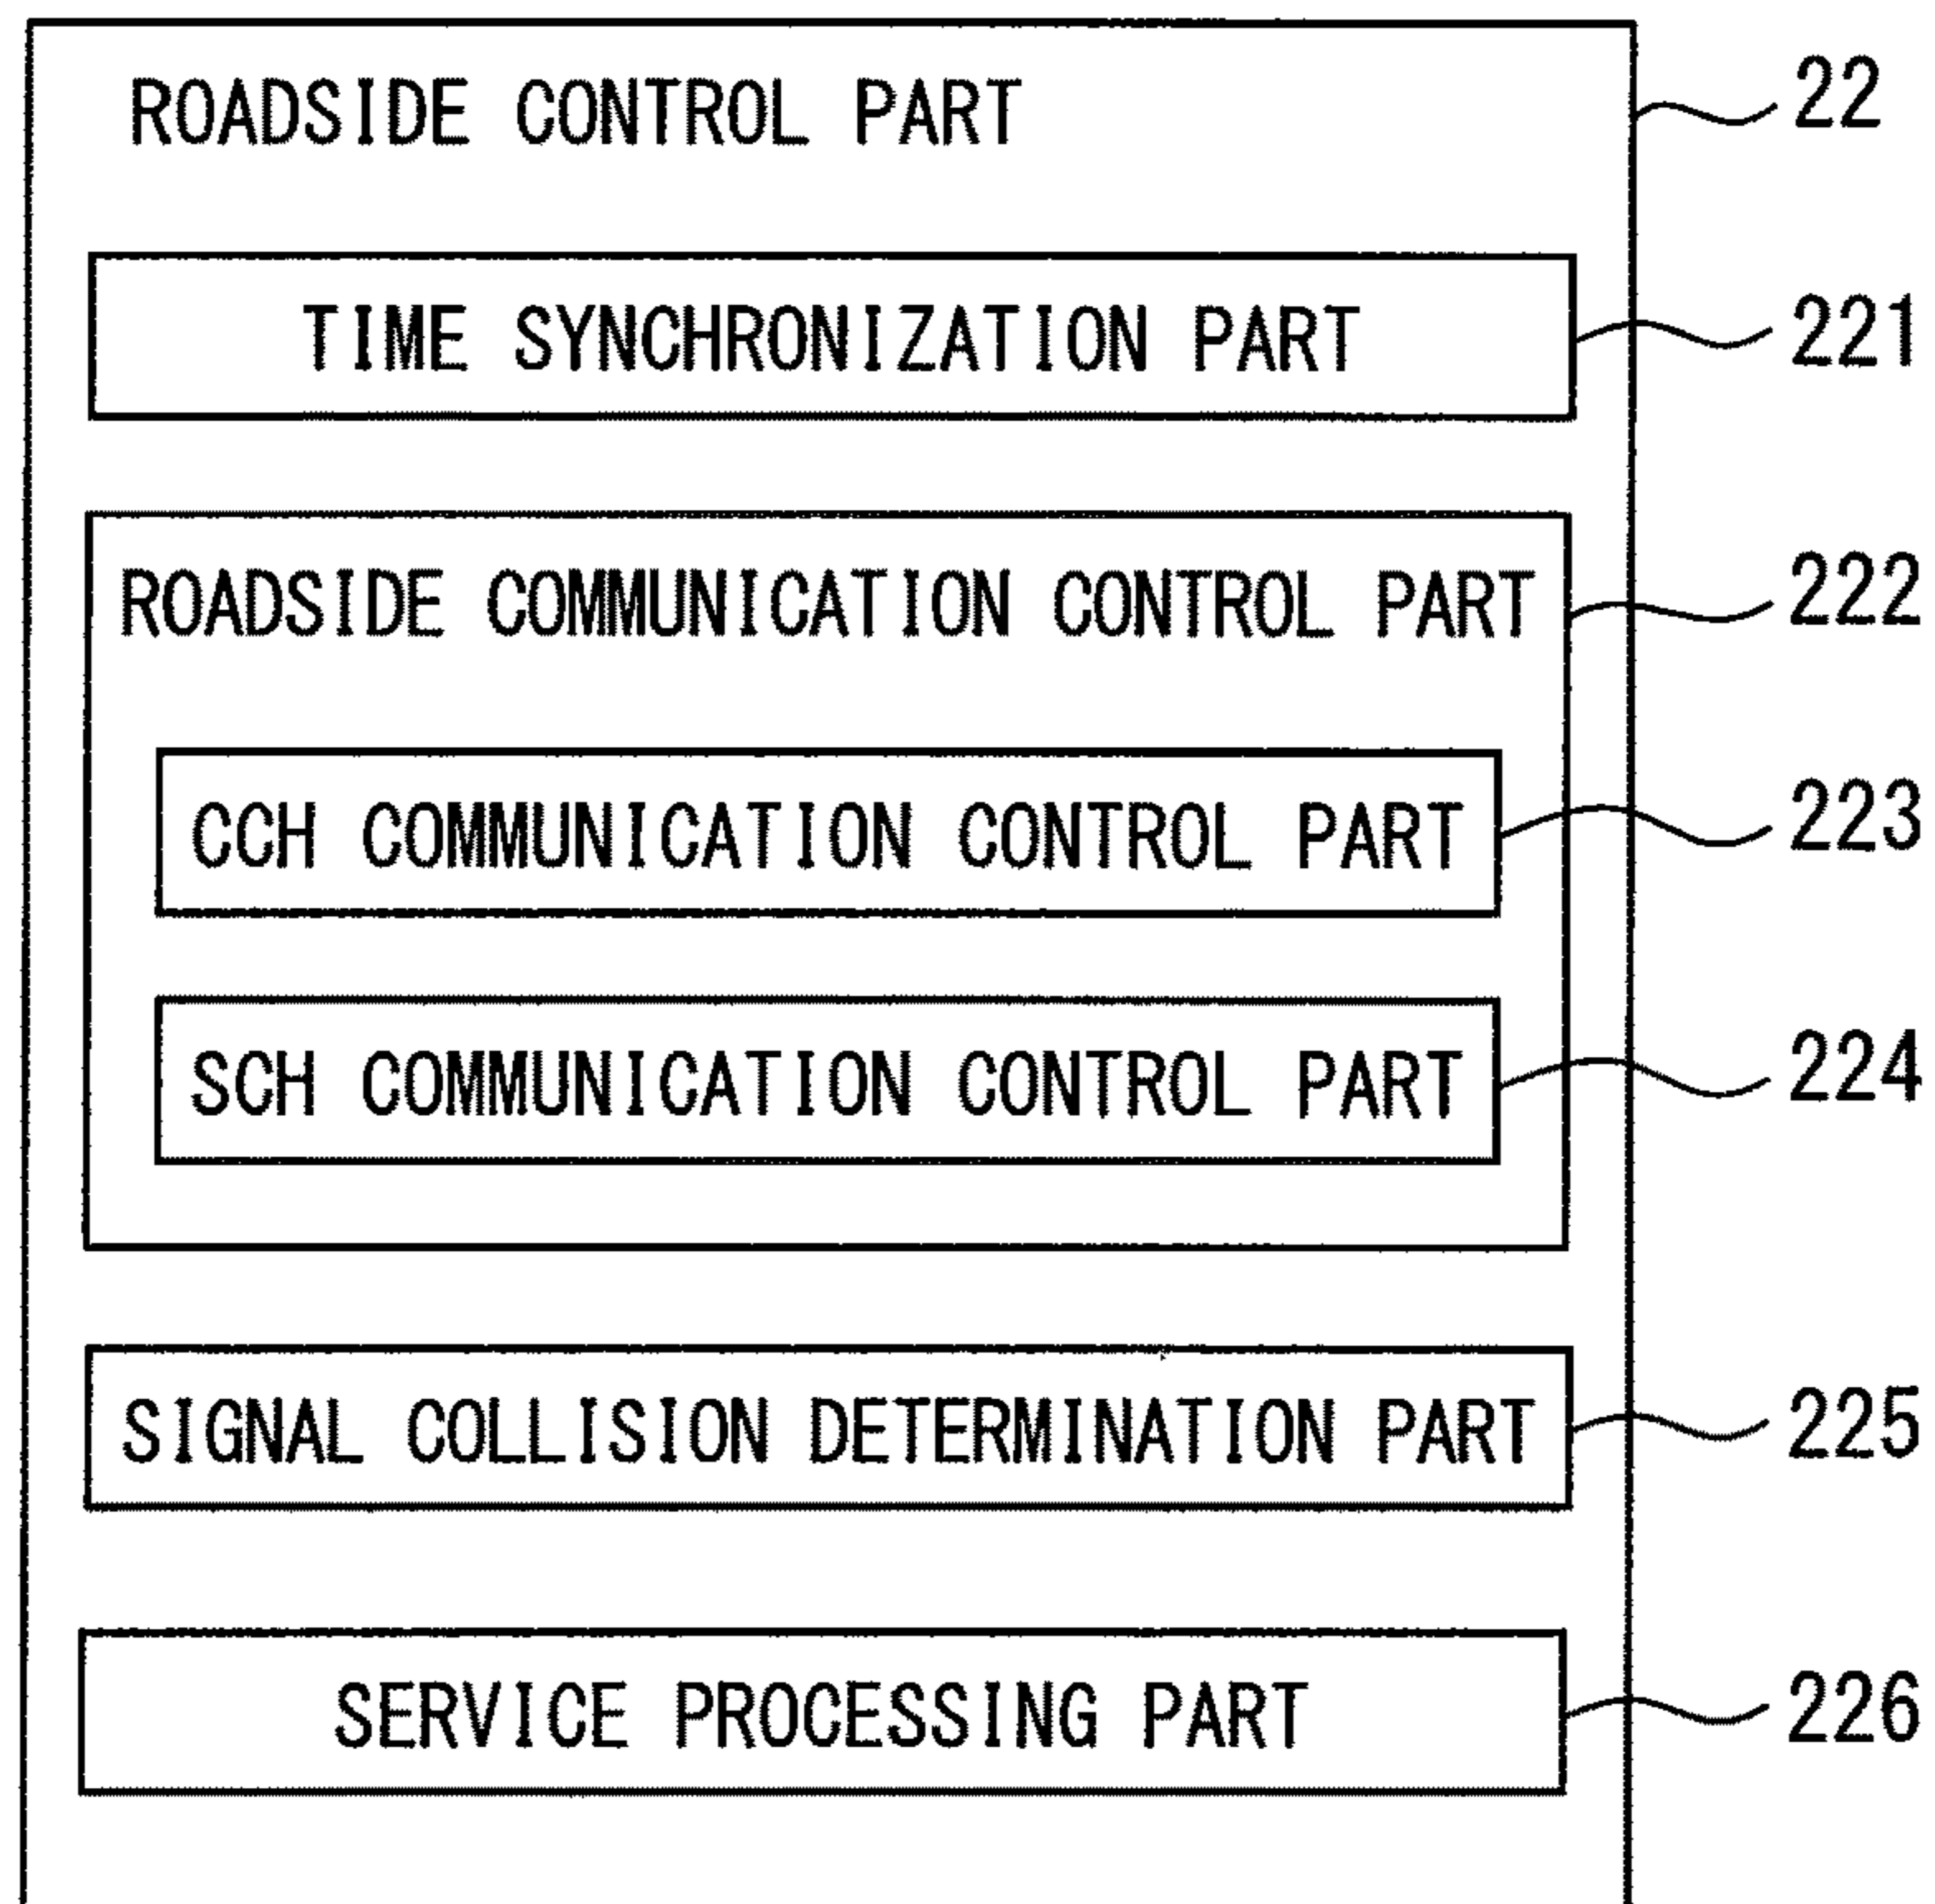 ROADSIDE CONTROL PART 22
TIME SYNCHRONIZATION PART 221
ROADSIDE COMMUNICATION CONTROL PART 222
CCH COMMUNICATION CONTROL PART 223
SCH COMMUNICATION CONTROL PART 224
SIGNAL COLLISION DETERMINATION PART 225
SERVICE PROCESSING PART 226